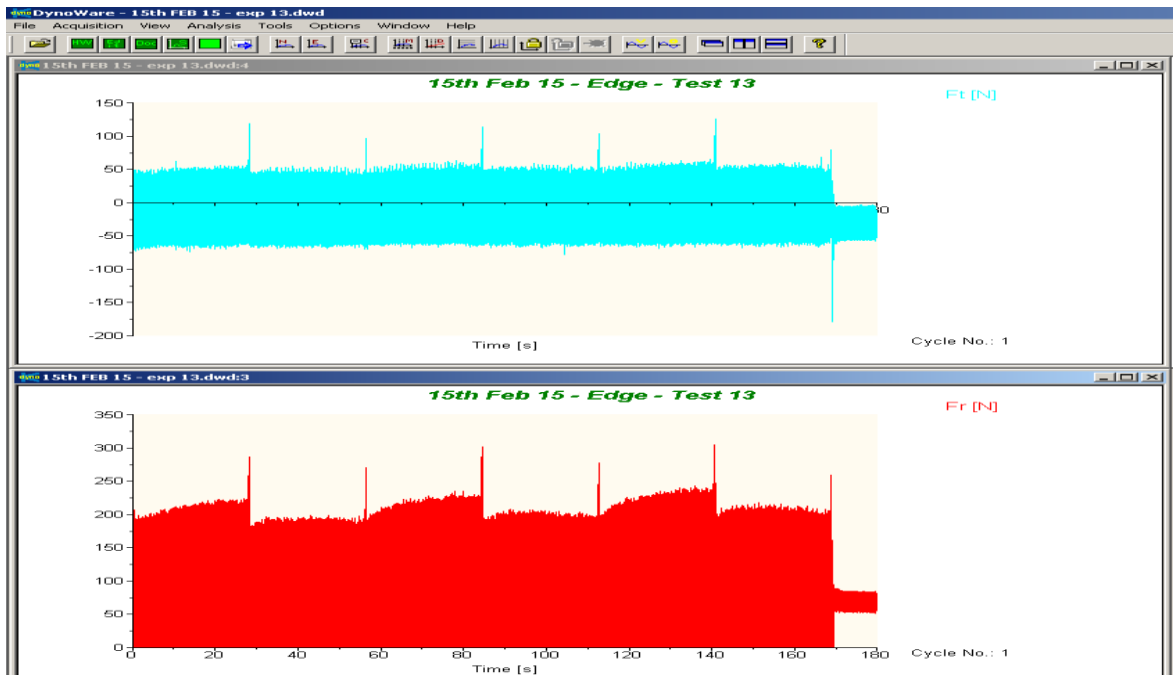 DynoWare - 15th FEB 15 - exp 13.dwd
File Acquisition View Analysis Tools Options Window Help
15th FEB 15 - exp 13.dwd:4
15th Feb 15 - Edge - Test 13
Ft [N]
150
100
50
0
-50
-100
-150
-200
Time [s]
Cycle No.: 1
15th FEB 15 - exp 13.dwd:3
15th Feb 15 - Edge - Test 13
Fr [N]
350
300
250
200
150
100
50
0
0 20 40 60 80 100 120 140 160 180
Time [s]
Cycle No.: 1